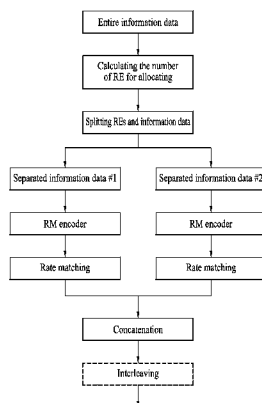 Entire information data
Calculating the number
of RE for allocating
Splitting REs and information data
Separated information data #1
Separated information data #2
RM encoder
RM encoder
Rate matching
Rate matching
Concatenation
Interleaving